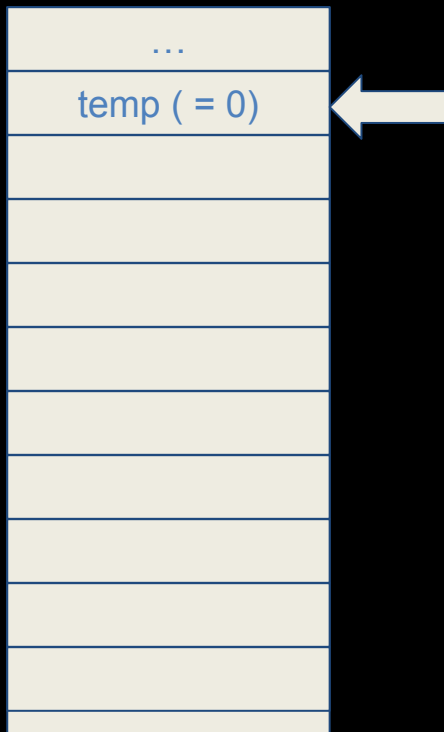 ...
temp ( = 0)